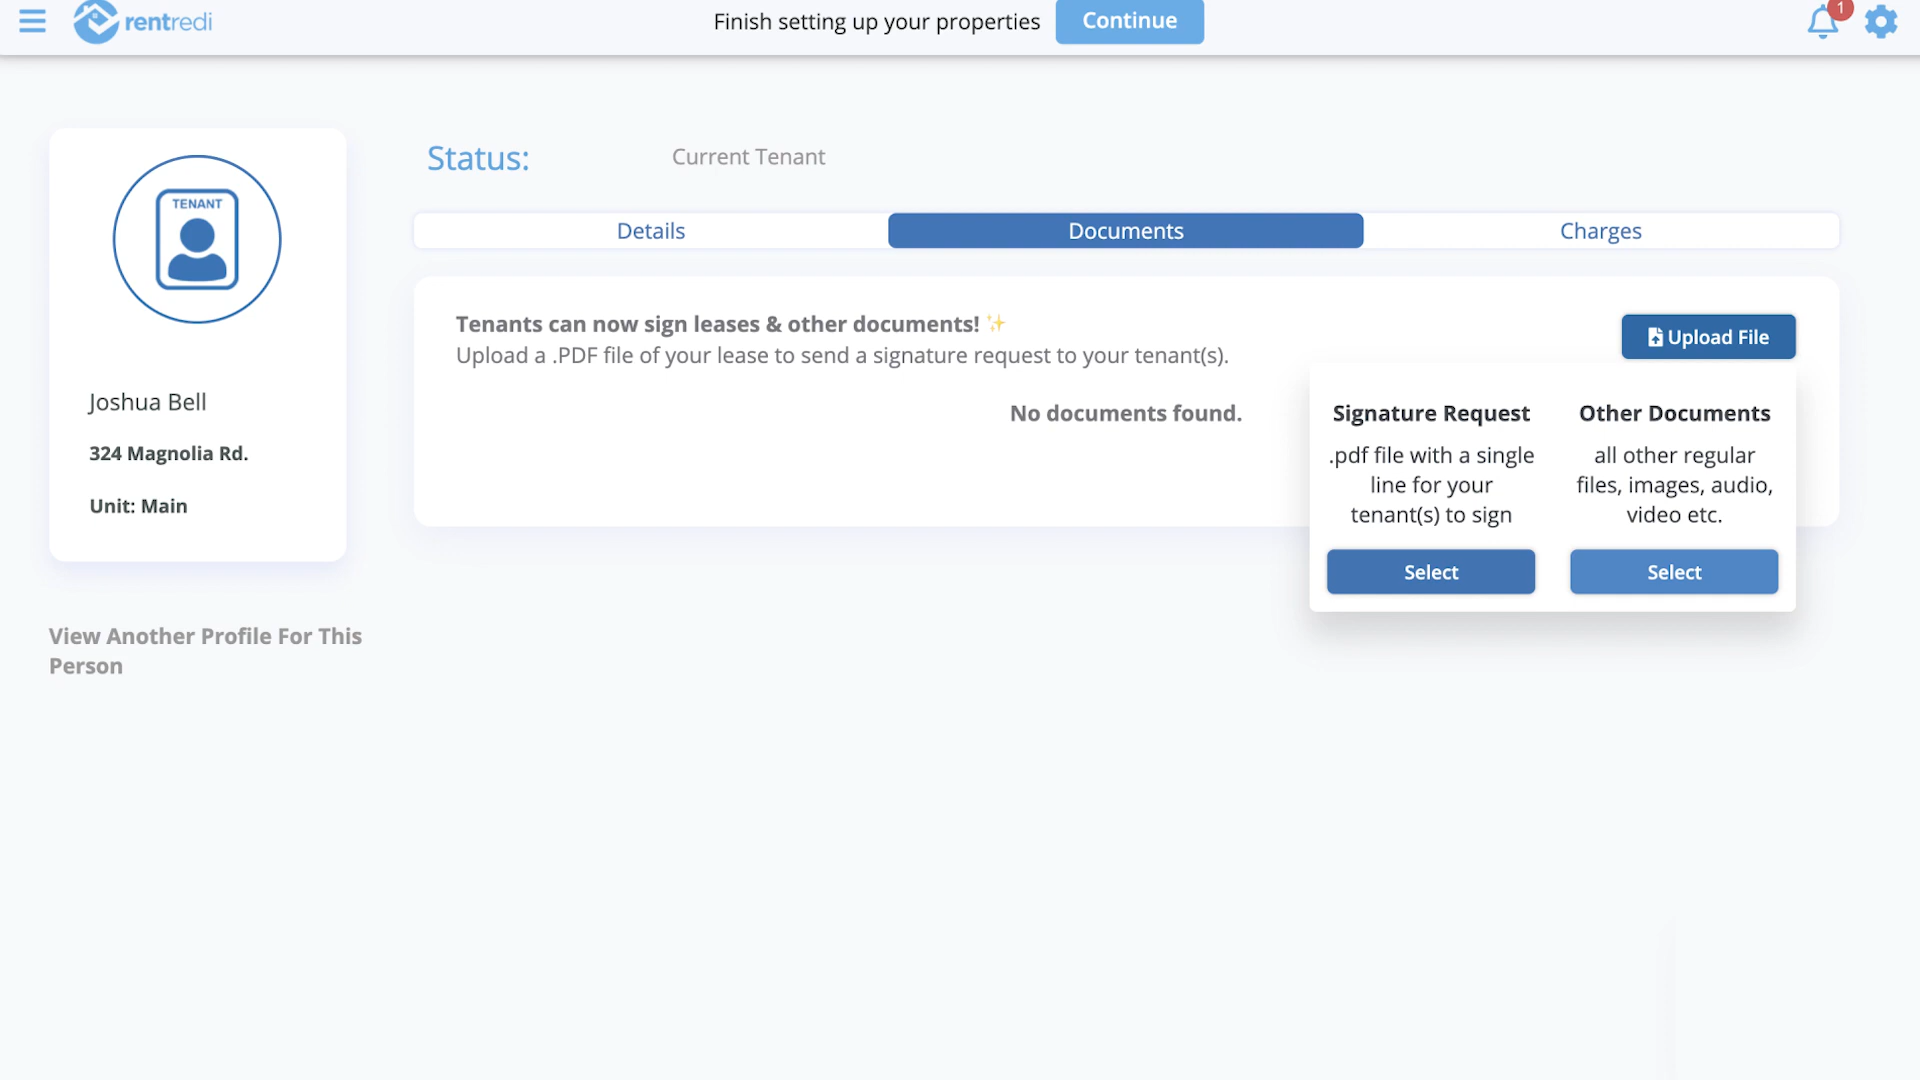 rentredi
Finish setting up your properties
Continue
1
TENANT
Joshua Bell
324 Magnolia Rd.
Unit: Main
View Another Profile For This
Person
Status:
Current Tenant
Details
Documents
Charges
Tenants can now sign leases & other documents! ✨
Upload a .PDF file of your lease to send a signature request to your tenant(s).
Upload File
No documents found.
Signature Request
.pdf file with a single
line for your
tenant(s) to sign
Select
Other Documents
all other regular
files, images, audio,
video etc.
Select